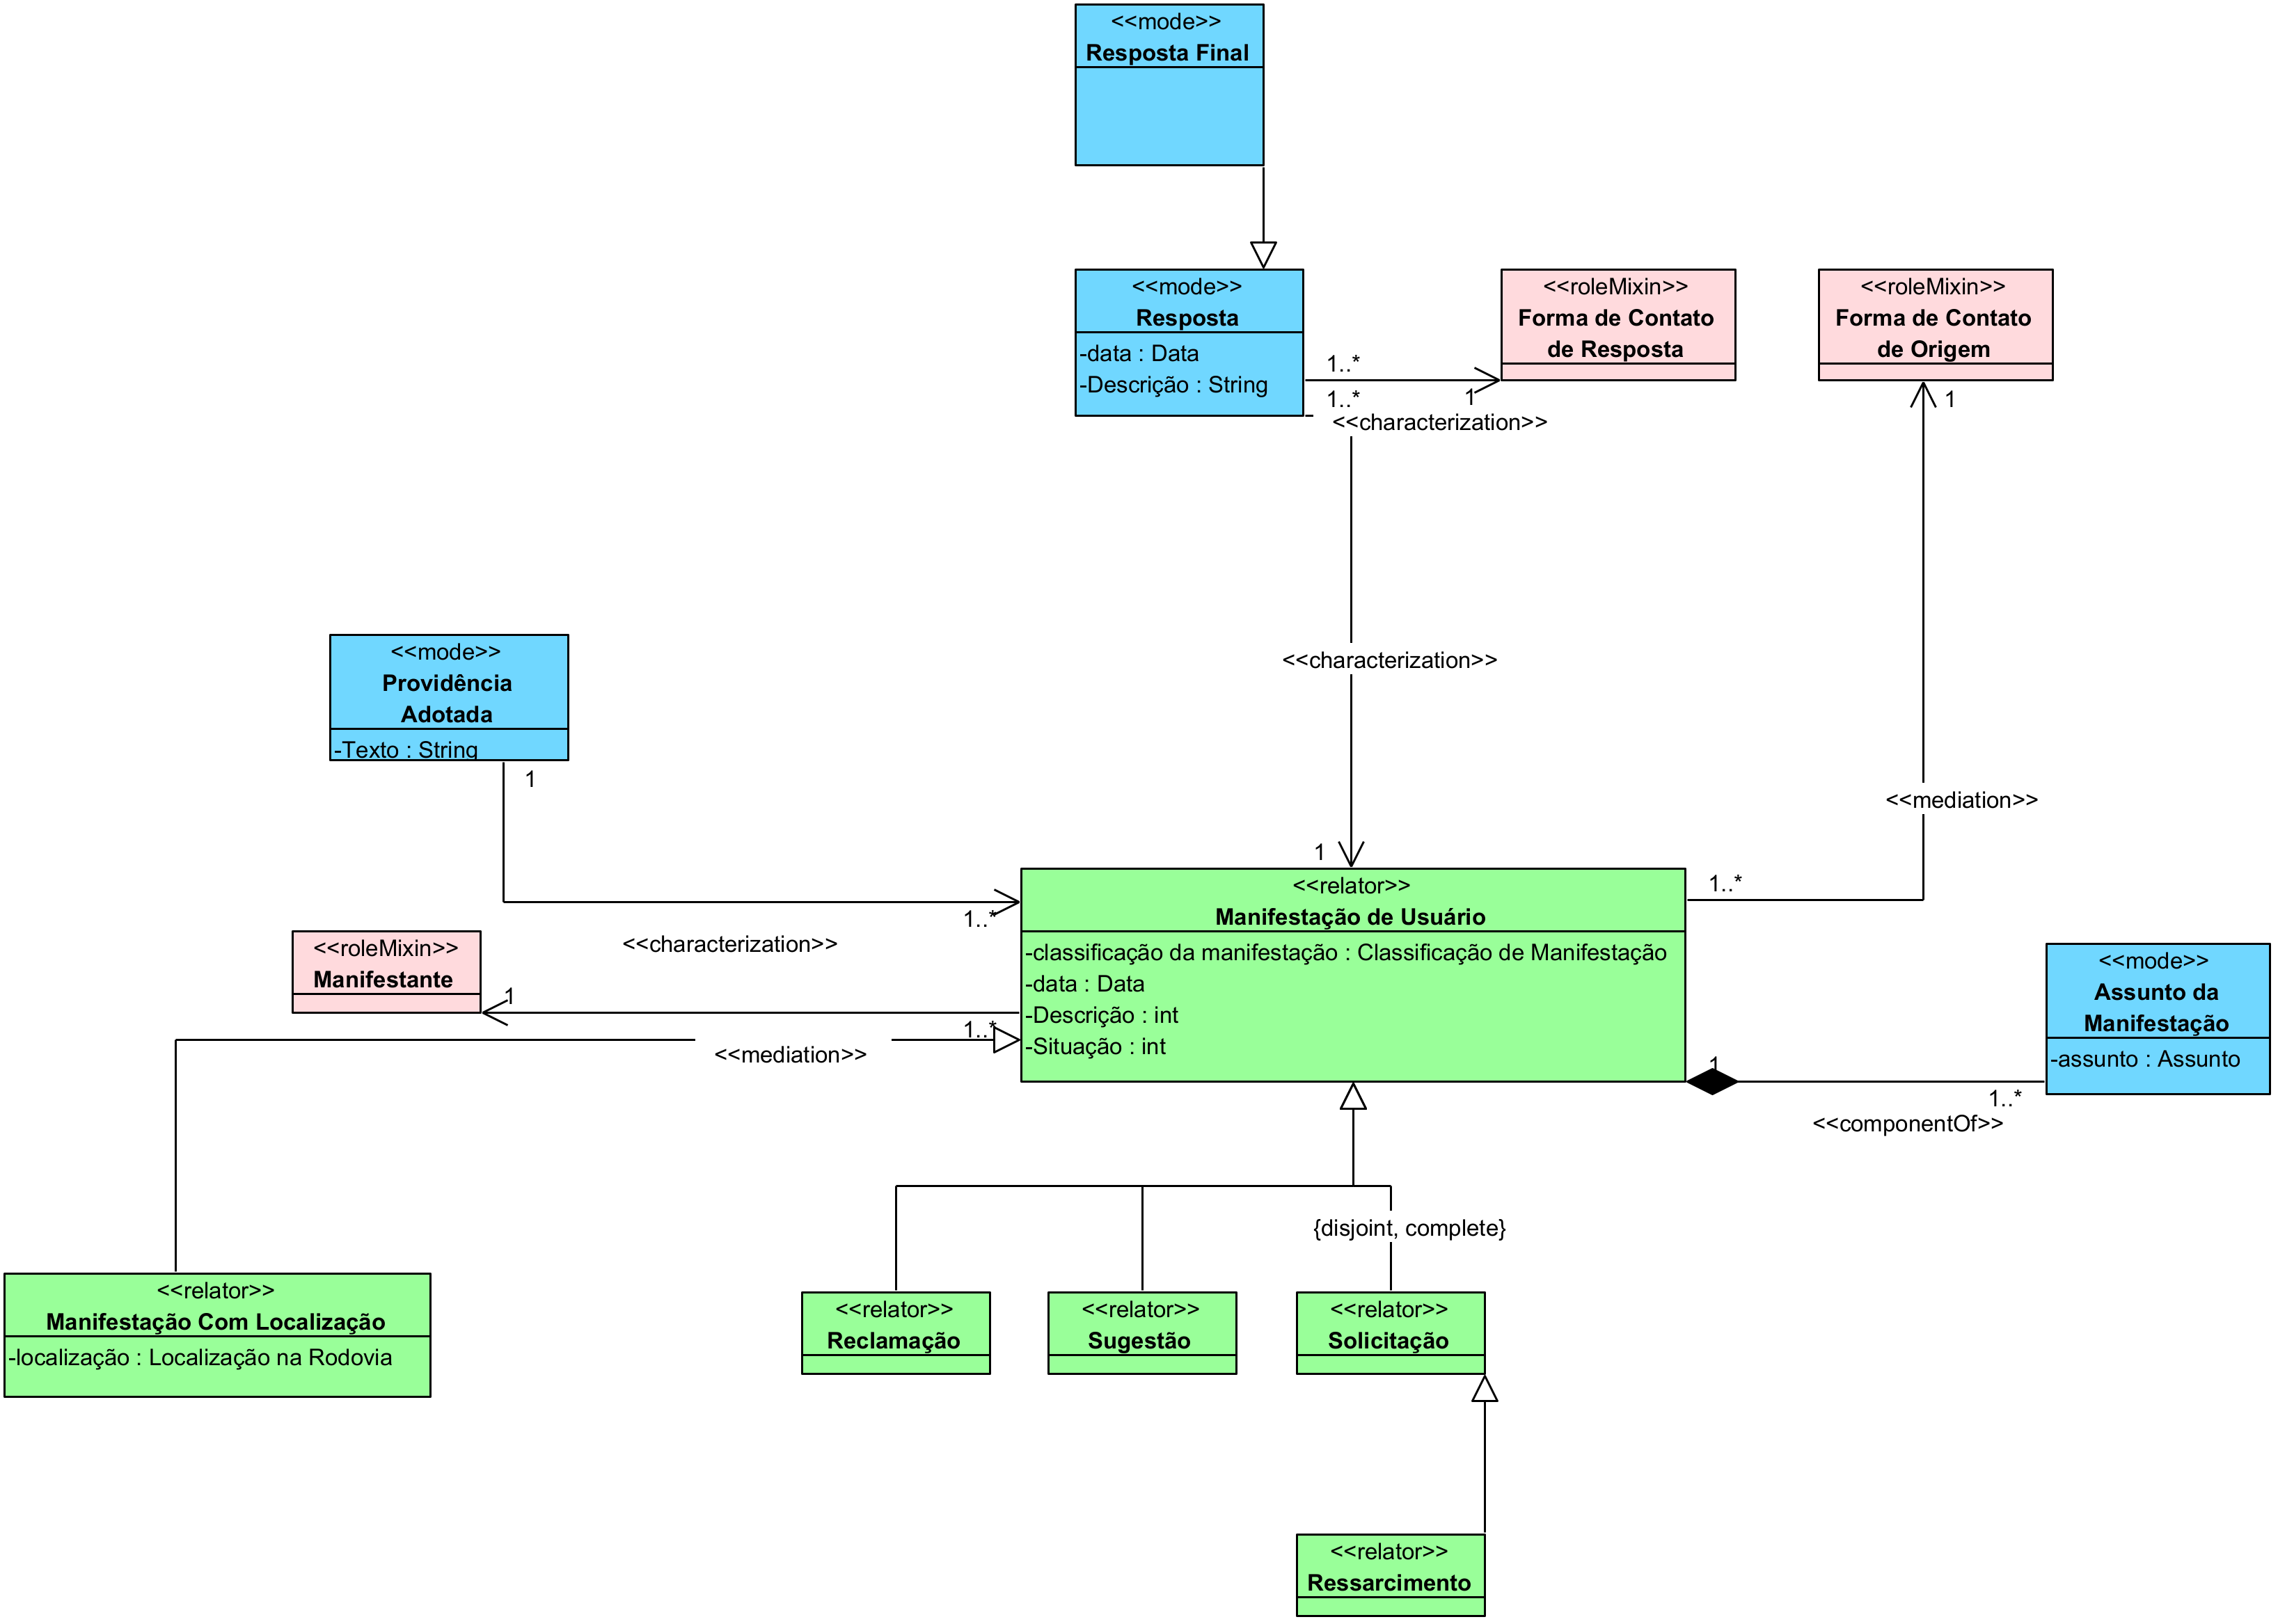 <<mode>>
Resposta Final
<<mode>>
Resposta
-data : Data
-Descrição : String
<<roleMixin>>
Forma de Contato
de Resposta
<<roleMixin>>
Forma de Contato
de Origem
1..*
1..*
1
1
<<characterization>>
<<characterization>>
<<mode>>
Providência
Adotada
-Texto : String
1
<<mediation>>
1
1..*
<<relator>>
Manifestação de Usuário
-classificação da manifestação : Classificação de Manifestação
-data : Data
-Descrição : int
-Situação : int
1..*
<<characterization>>
<<roleMixin>>
Manifestante
1
1..*
<<mediation>>
<<mode>>
Assunto da
Manifestação
-assunto : Assunto
1
1..*
<<componentOf>>
{disjoint, complete}
<<relator>>
Manifestação Com Localização
-localização : Localização na Rodovia
<<relator>>
Reclamação
<<relator>>
Sugestão
<<relator>>
Solicitação
<<relator>>
Ressarcimento